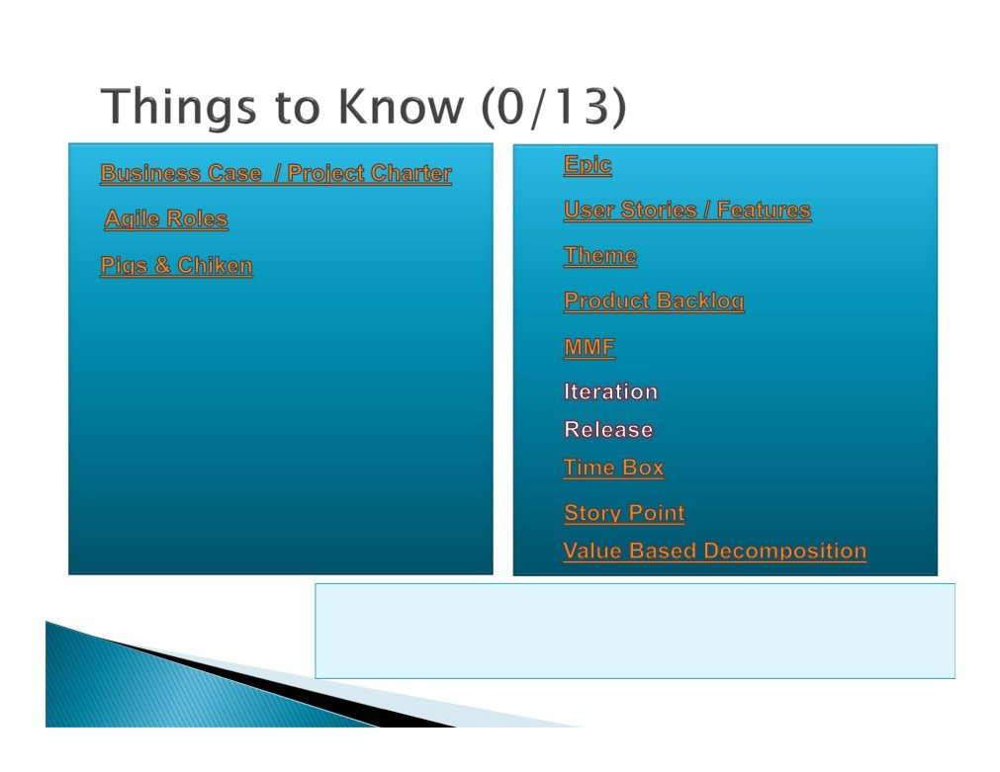 Things to Know (0/13)
Business Case / Project Charter
Agile Roles
Pigs & Chiken
Epic
User Stories / Features
Theme
Product Backlog
MMF
Iteration
Release
Time Box
Story Point
Value Based Decomposition